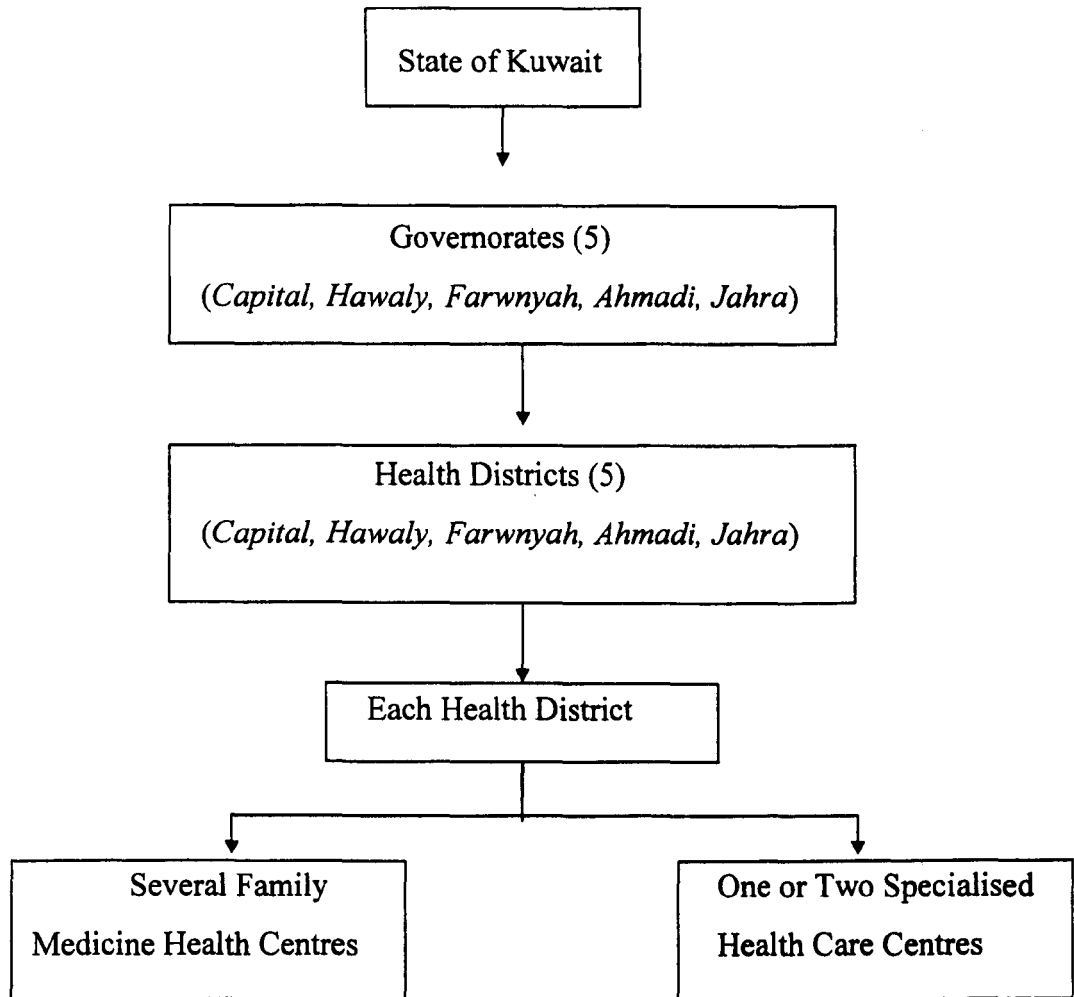 State of Kuwait
Governorates (5)
(Capital, Hawaly, Farwnyah, Ahmadi, Jahra)
Health Districts (5)
(Capital, Hawaly, Farwnyah, Ahmadi, Jahra)
Each Health District
Several Family
Medicine Health Centres
One or Two Specialised
Health Care Centres